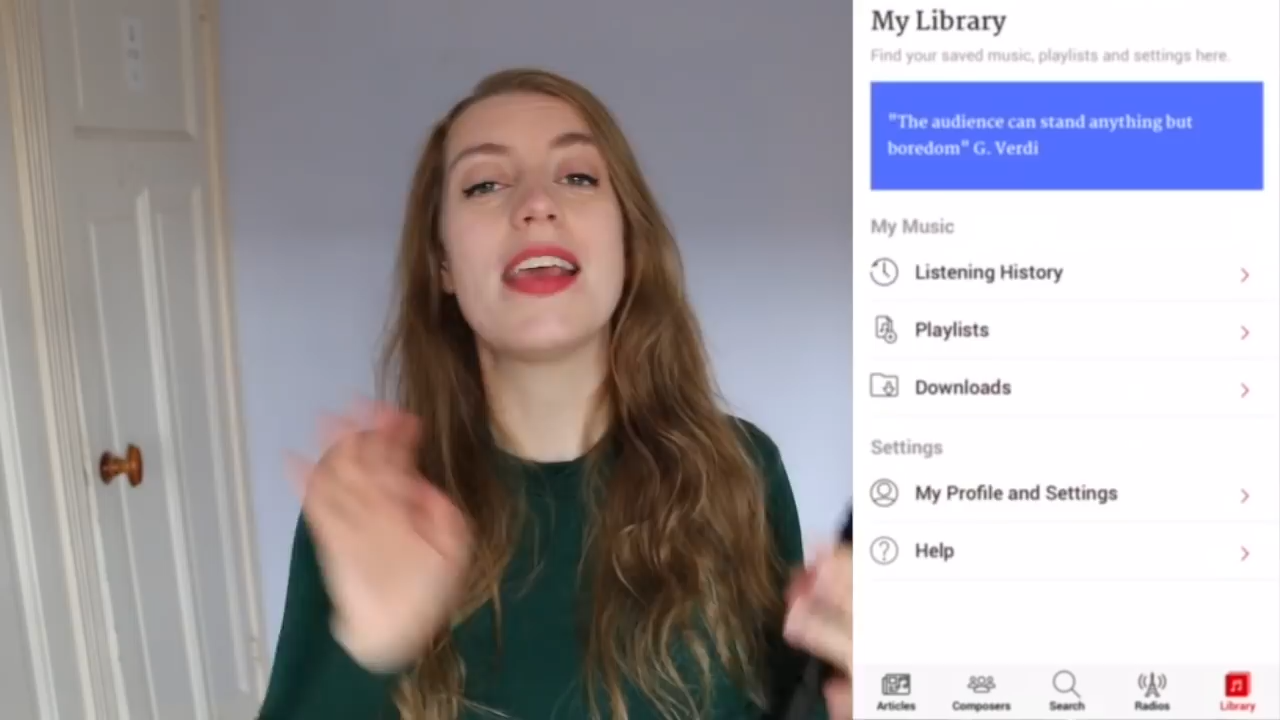 My Library
Find your saved music, playlists and settings here.
"The audience can stand anything but
boredom" G. Verdi
My Music
Listening History
Playlists
Downloads
Settings
My Profile and Settings
Help
Articles
Composers
Search
Radios
Library